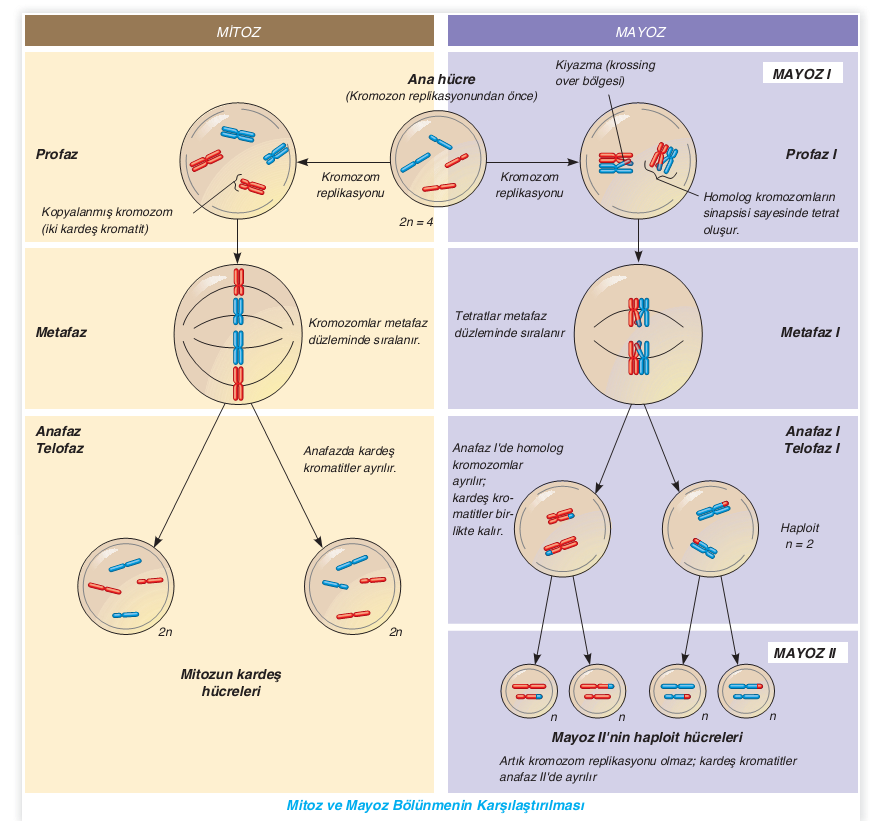 MİTOZ
MAYOZ
Ana hücre
(Kromozon replikasyonundan önce)
Kiyazma (krossing
over bölgesi)
MAYOZ I
Profaz
Profaz I
Kromozom
replikasyonu
Kromozom
replikasyonu
Kopyalanmış kromozom
(iki kardeş kromatit)
2n = 4
Homolog kromozomların
sinapsisi sayesinde tetrat
oluşur.
Metafaz
Kromozomlar metafaz
düzleminde sıralanır.
Tetratlar metafaz
düzleminde sıralanır
Metafaz I
Anafaz
Telofaz
Anafazda kardeş
kromatitler ayrılır.
Anafaz I'de homolog
kromozomlar
ayrılır;
kardeş kro-
matitler bir-
likte kalır.
Anafaz I
Telofaz I
Haploit
n = 2
2n
2n
Mitozun kardeş
hücreleri
MAYOZ II
n
n
n
n
Mayoz II'nin haploit hücreleri
Artık kromozom replikasyonu olmaz; kardeş kromatitler
anafaz II'de ayrılır
Mitoz ve Mayoz Bölünmenin Karşılaştırılması